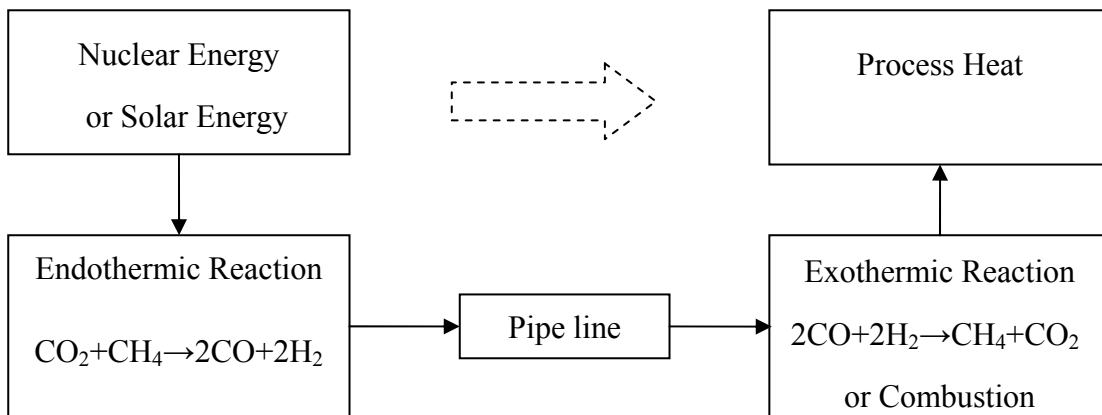 Nuclear Energy
or Solar Energy
Process Heat
Endothermic Reaction
CO₂+CH₄→2CO+2H₂
Pipe line
Exothermic Reaction
2CO+2H₂→CH₄+CO₂
or Combustion